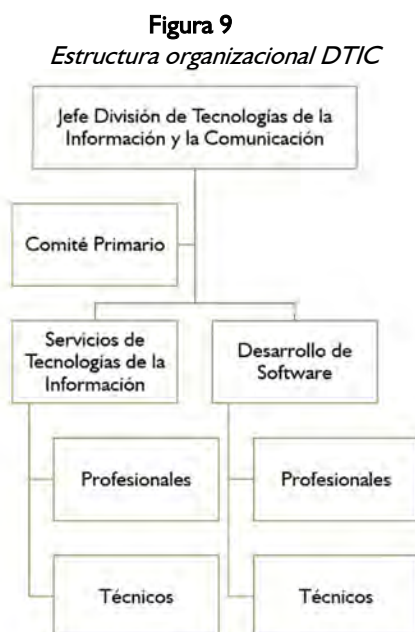 Figura 9
Estructura organizacional DTIC
Jefe División de Tecnologías de la
Información y la Comunicación
Comité Primario
Servicios de
Tecnologías de la
Información
Desarrollo de
Software
Profesionales
Profesionales
Técnicos
Técnicos